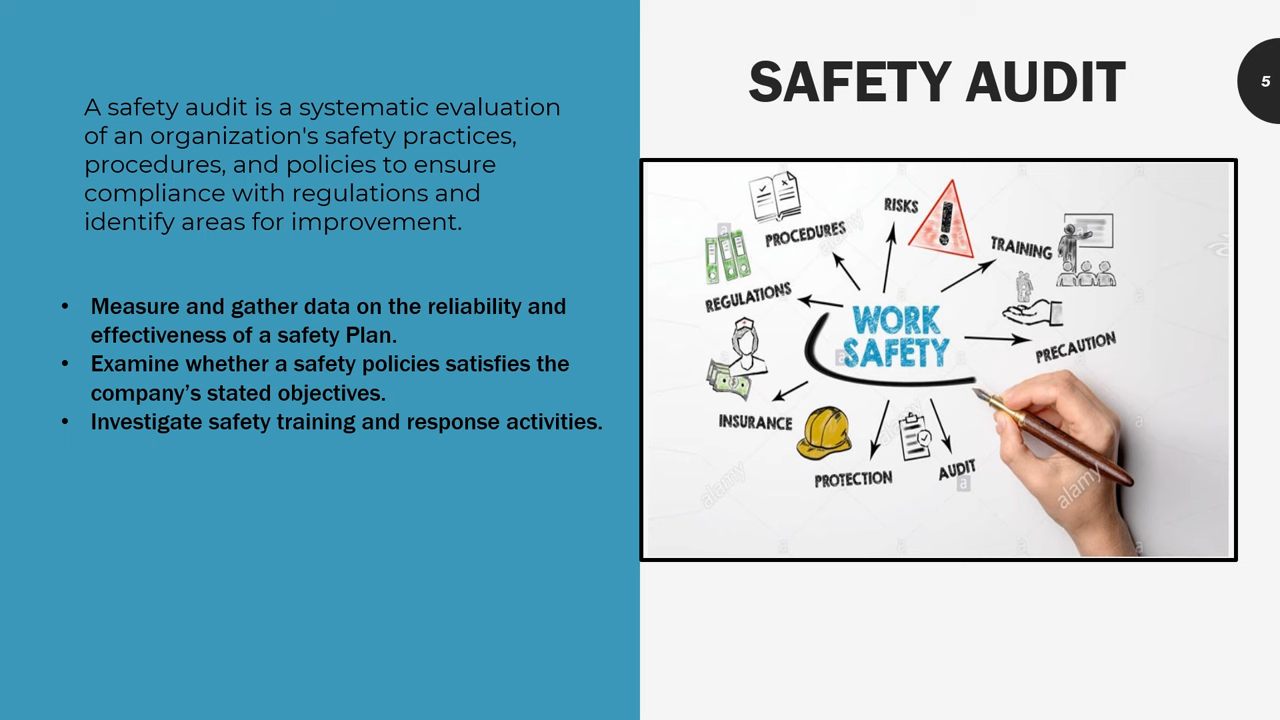 SAFETY AUDIT
5
A safety audit is a systematic evaluation
of an organization's safety practices,
procedures, and policies to ensure
compliance with regulations and
identify areas for improvement.
• Measure and gather data on the reliability and
effectiveness of a safety Plan.
• Examine whether a safety policies satisfies the
company’s stated objectives.
• Investigate safety training and response activities.
RISKS
PROCEDURES
TRAINING
REGULATIONS
WORK
SAFETY
PRECAUTION
INSURANCE
PROTECTION
AUDIT
alamy
alamy
alamy
alamy
a
a
a